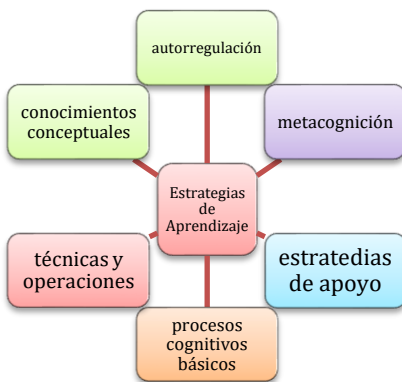 autorregulación
conocimientos
conceptuales
metacognición
Estrategias
de
Aprendizaje
técnicas y
operaciones
estratedias
de apoyo
procesos
cognitivos
básicos